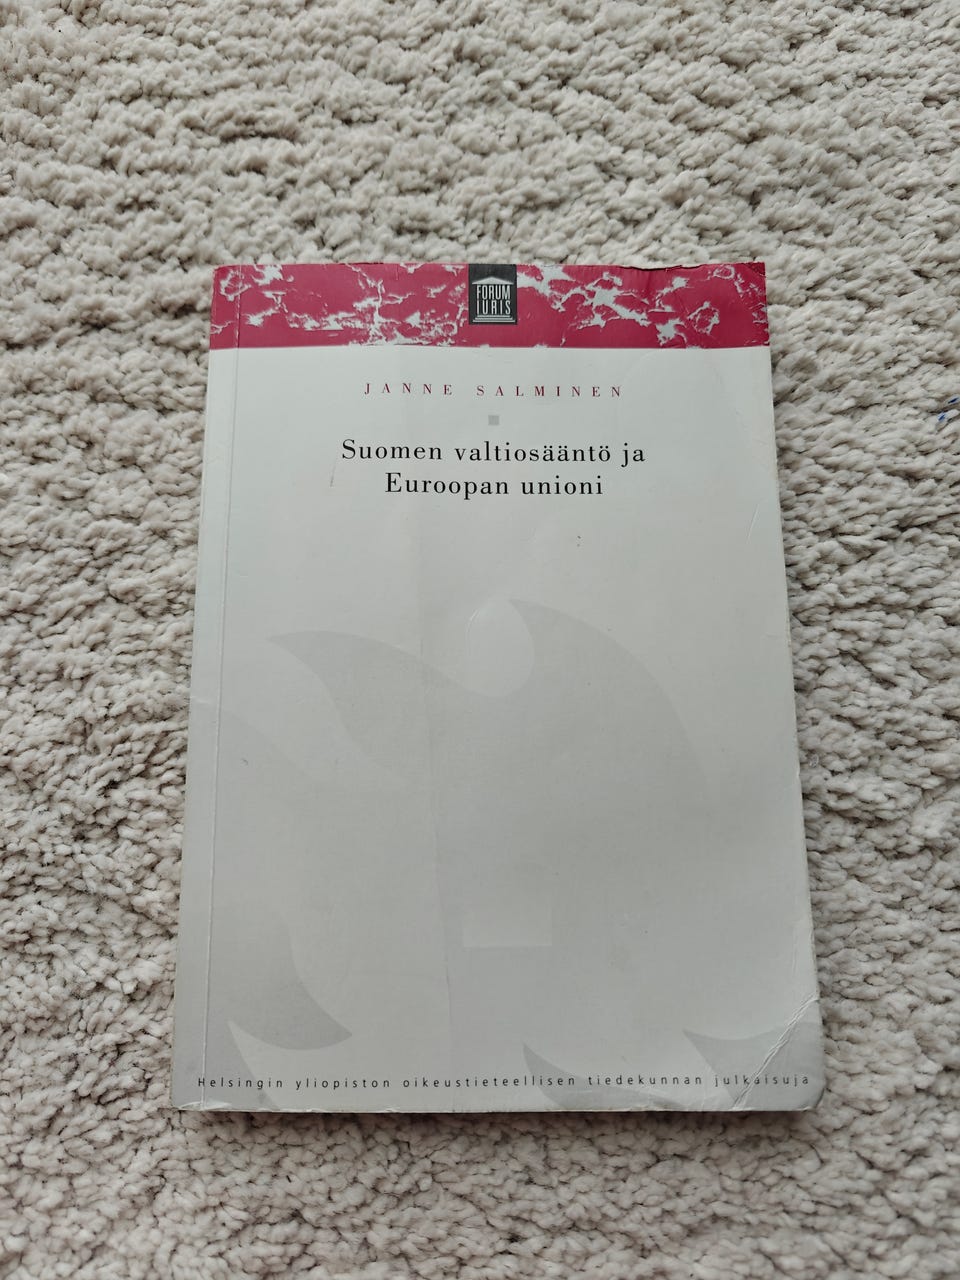 FORUM
IURIS
JANNE SALMINEN
Suomen valtiosääntö ja
Euroopan unioni
Helsingin yliopiston oikeustieteellisen tiedekunnan julkaisuja